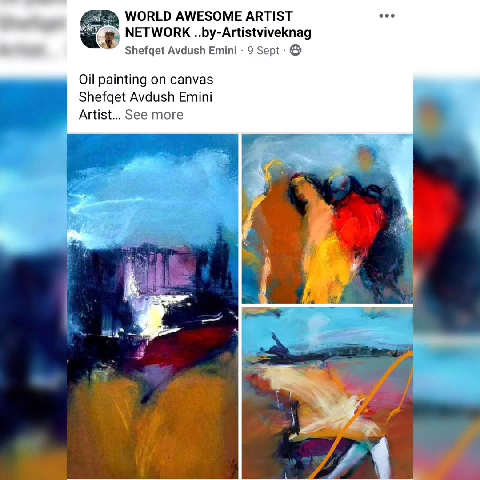 WORLD AWESOME ARTIST
NETWORK ..by-Artistviveknag
Shefqet Avdush Emini · 9 Sept ·
Oil painting on canvas
Shefqet Avdush Emini
Artist... See more